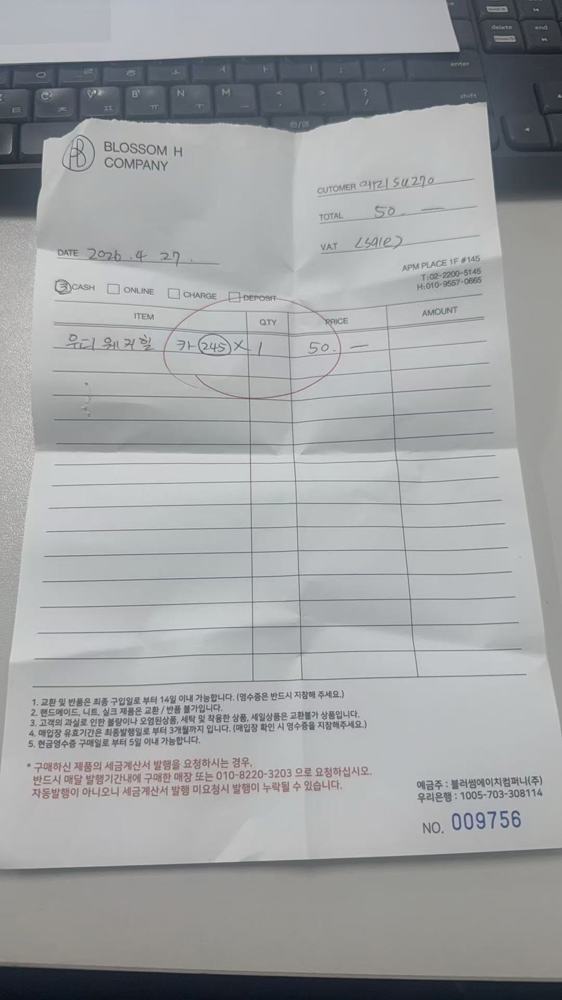 BLOSSOM H
COMPANY
CUTOMER
TOTAL 50. —
VAT (sale)
DATE 2026. 4. 27.
APM PLACE 1F #145
T:02-2200-5145
H:010-9557-0665
CASH ONLINE CHARGE DEPOSIT
ITEM QTY PRICE AMOUNT
우디 워커힐 카 (245) × 1 50. —
1. 교환 및 반품은 최종 구입일로 부터 14일 이내 가능합니다. (영수증은 반드시 지참해 주세요.)
2. 핸드메이드, 니트, 실크 제품은 교환 / 반품 불가입니다.
3. 고객의 과실로 인한 불량이나 오염된상품, 세탁 및 착용한 상품, 세일상품은 교환불가 상품입니다.
4. 매입장 유효기간은 최종발행일로 부터 3개월까지 입니다. (매입장 확인 시 영수증을 지참해주세요.)
5. 현금영수증 구매일로 부터 5일 이내 가능합니다.
* 구매하신 제품의 세금계산서 발행을 요청하시는 경우,
반드시 매달 발행기간내에 구매한 매장 또는 010-8220-3203 으로 요청하십시오.
자동발행이 아니오니 세금계산서 발행 미요청시 발행이 누락될 수 있습니다.
예금주 : 블러썸에이치컴퍼니(주)
우리은행 : 1005-703-308114
NO. 009756